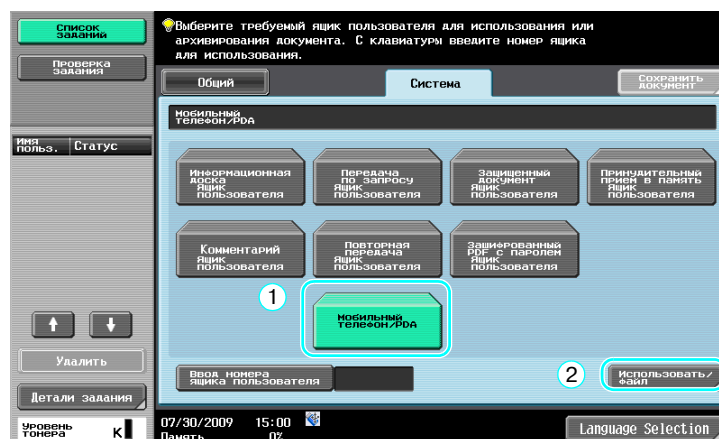 Список
заданий
Проверка
задания
Имя
польз.
Статус
Удалить
Детали задания
Уровень
тонера
K
Выберите требуемый ящик пользователя для использования или
архивирования документа. С клавиатуры введите номер ящика
для использования.
Общий
Система
Сохранить
документ
Мобильный
телефон/PDA
Информационная
доска
Ящик
пользователя
Передача
по запросу
Ящик
пользователя
Защищенный
документ
Ящик
пользователя
Принудительный
прием в память
Ящик
пользователя
Комментарий
Ящик
пользователя
Повторная
передача
Ящик
пользователя
Зашифрованный
PDF с паролем
Ящик
пользователя
1
Мобильный
телефон/PDA
Ввод номера
ящика пользователя
2
Использовать/
файл
07/30/2009 15:00
Память 0%
Language Selection